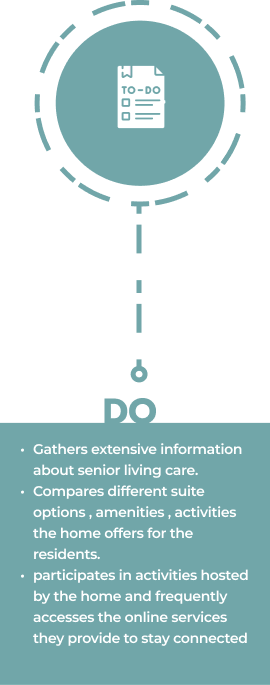 TO-DO
DO
• Gathers extensive information
about senior living care.
• Compares different suite
options , amenities , activities
the home offers for the
residents.
• participates in activities hosted
by the home and frequently
accesses the online services
they provide to stay connected